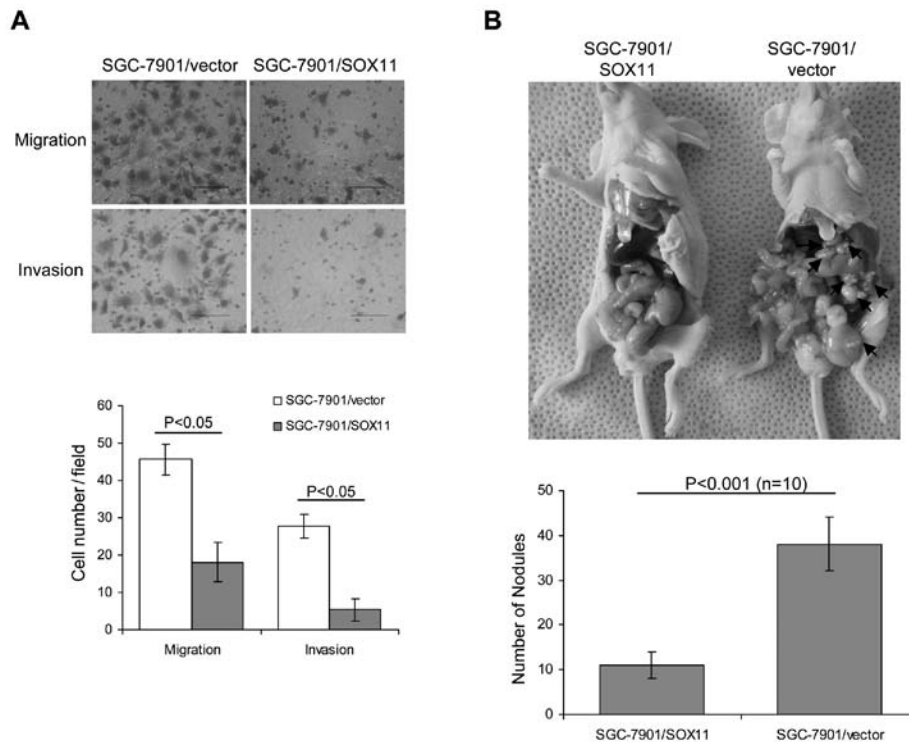 A
SGC-7901/vector SGC-7901/SOX11
Migration
Invasion
60
50
40
30
20
10
0
Cell number / field
SGC-7901/vector
SGC-7901/SOX11
P<0.05
P<0.05
Migration Invasion
B
SGC-7901/
SOX11
SGC-7901/
vector
P<0.001 (n=10)
50
40
30
20
10
0
Number of Nodules
SGC-7901/SOX11 SGC-7901/vector